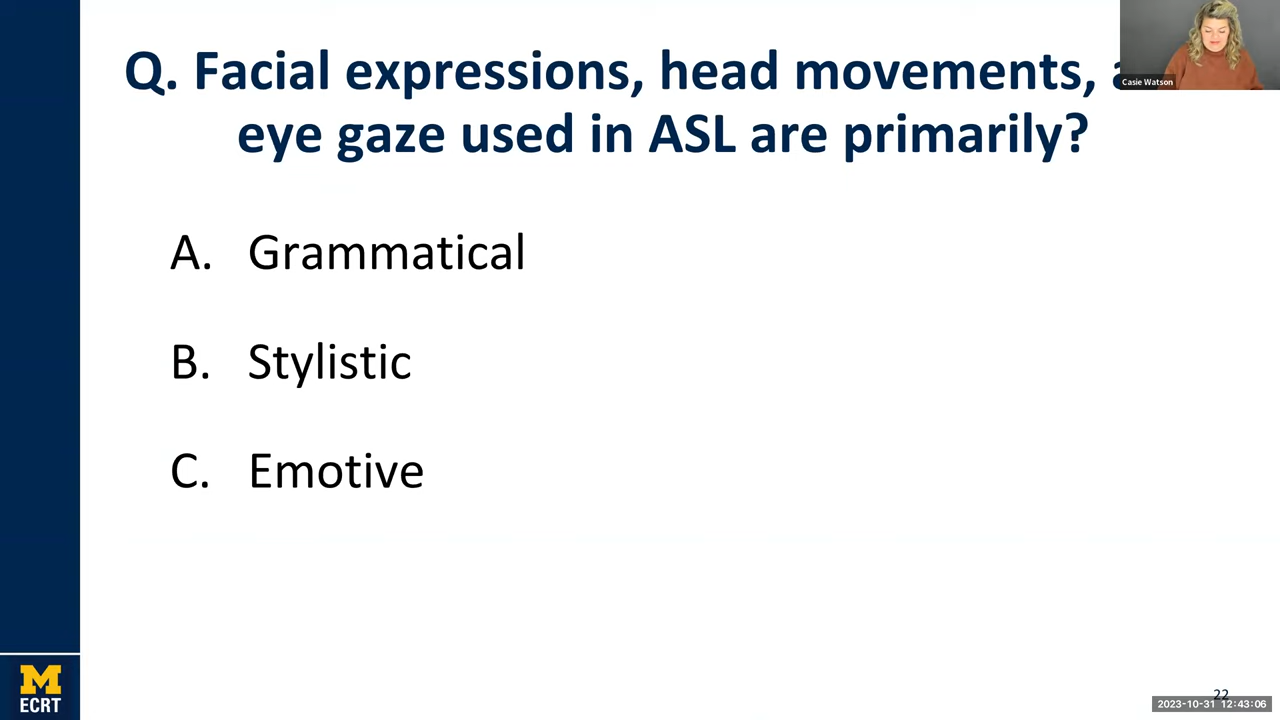 Q. Facial expressions, head movements,
eye gaze used in ASL are primarily?
A. Grammatical
B. Stylistic
C. Emotive
Casie Watson
M
ECRT
22
2023-10-31 12:43:06